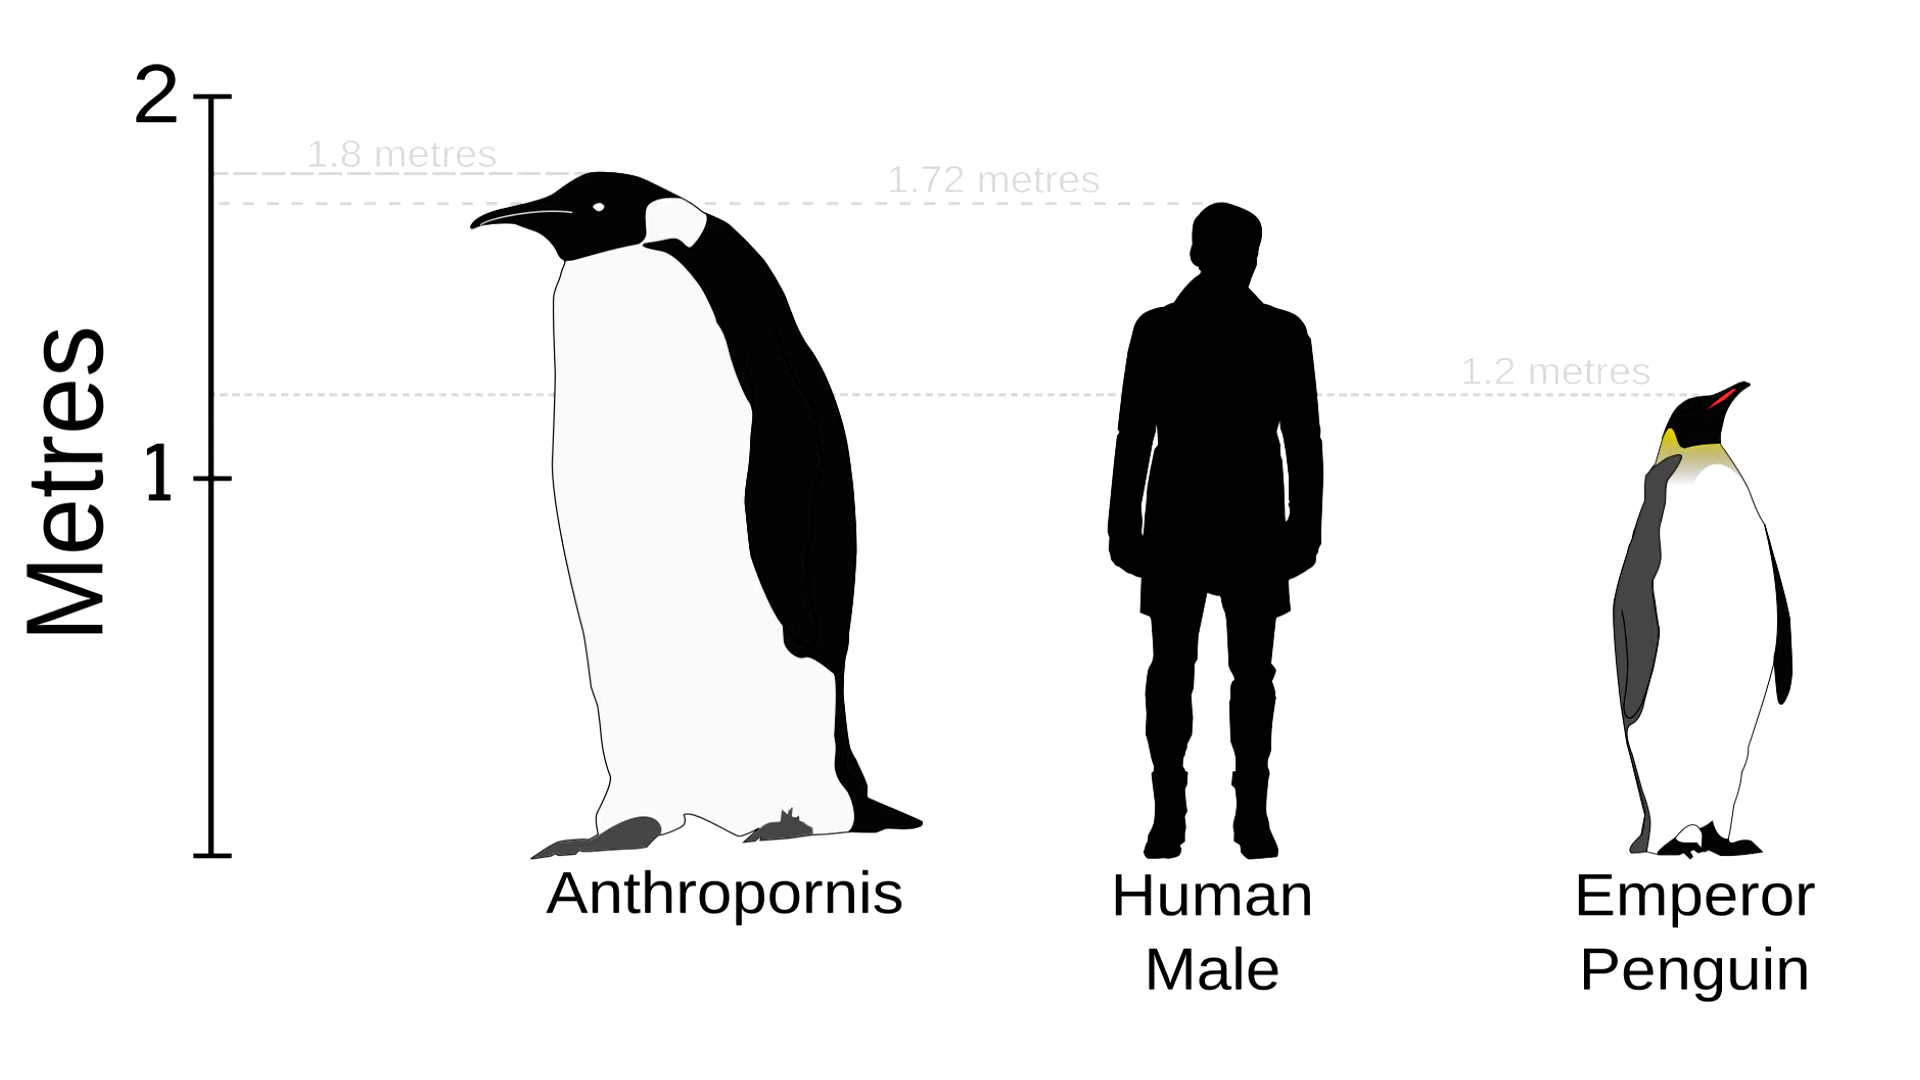 2
1.8 metres
1.72 metres
1.2 metres
Metres
1
Anthropornis
Human
Male
Emperor
Penguin